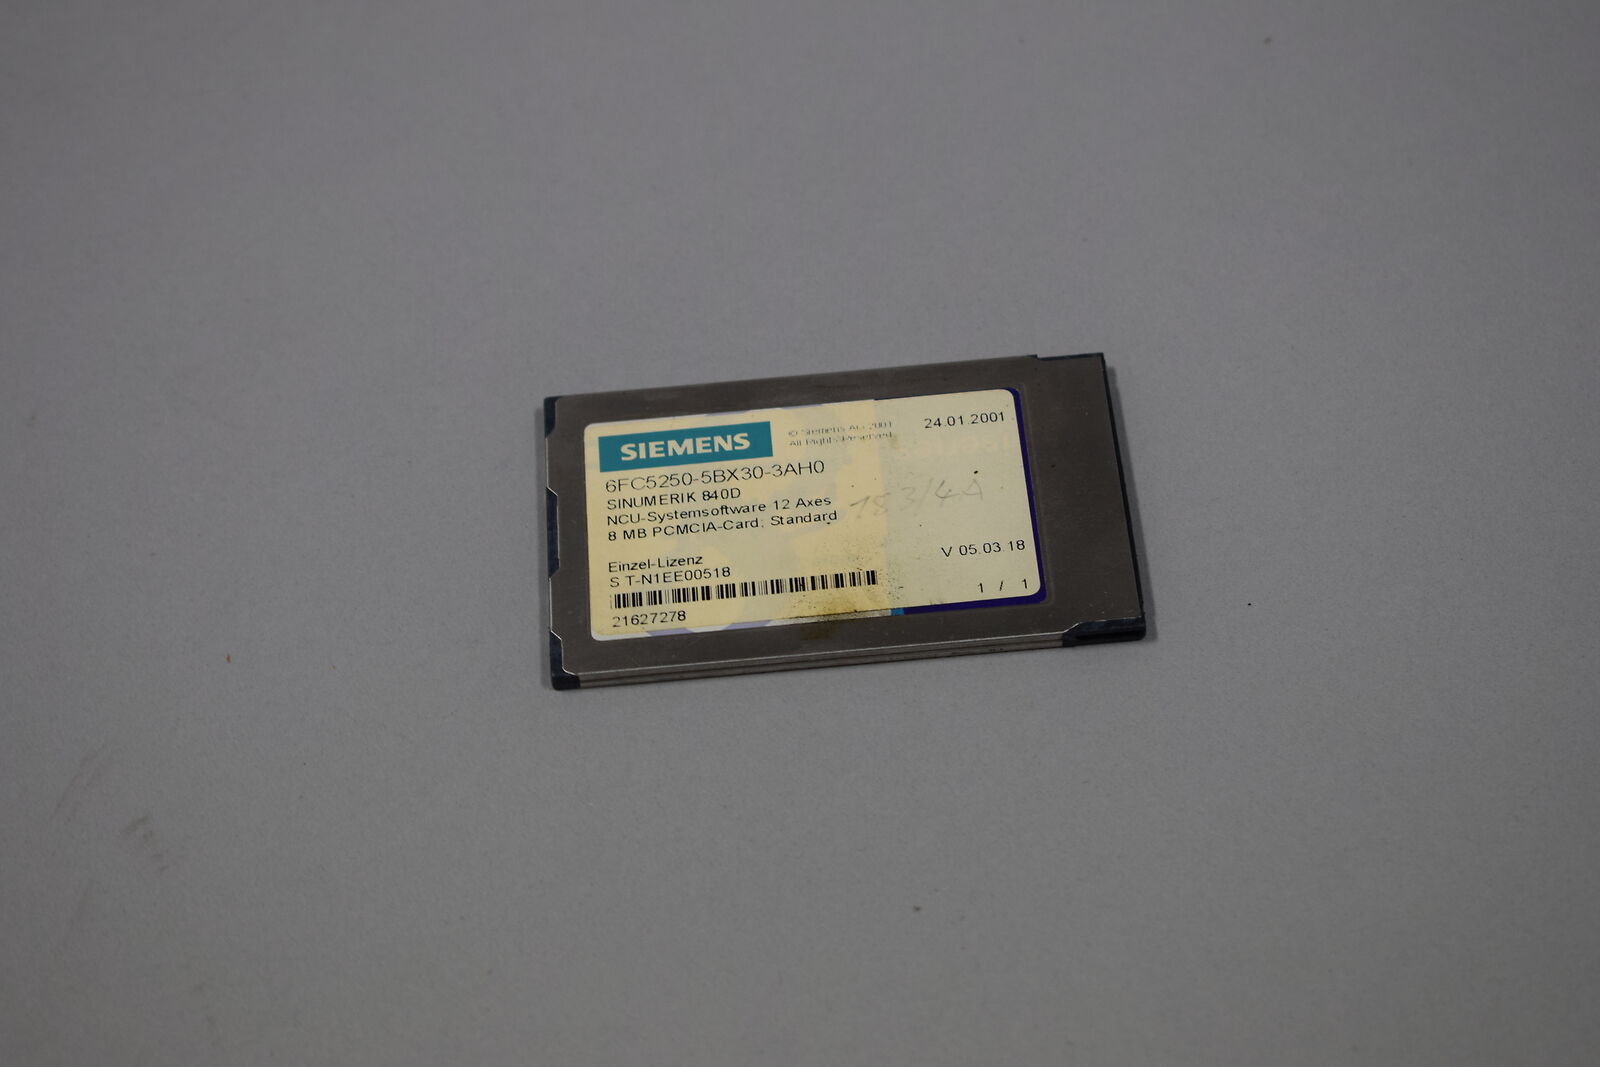 SIEMENS
© Siemens AG 2001
All Rights Reserved
24.01.2001
6FC5250-5BX30-3AH0
SINUMERIK 840D
NCU-Systemsoftware 12 Axes
8 MB PCMCIA-Card; Standard
Einzel-Lizenz
V 05.03.18
S T-N1EE00518
1 / 1
21627278